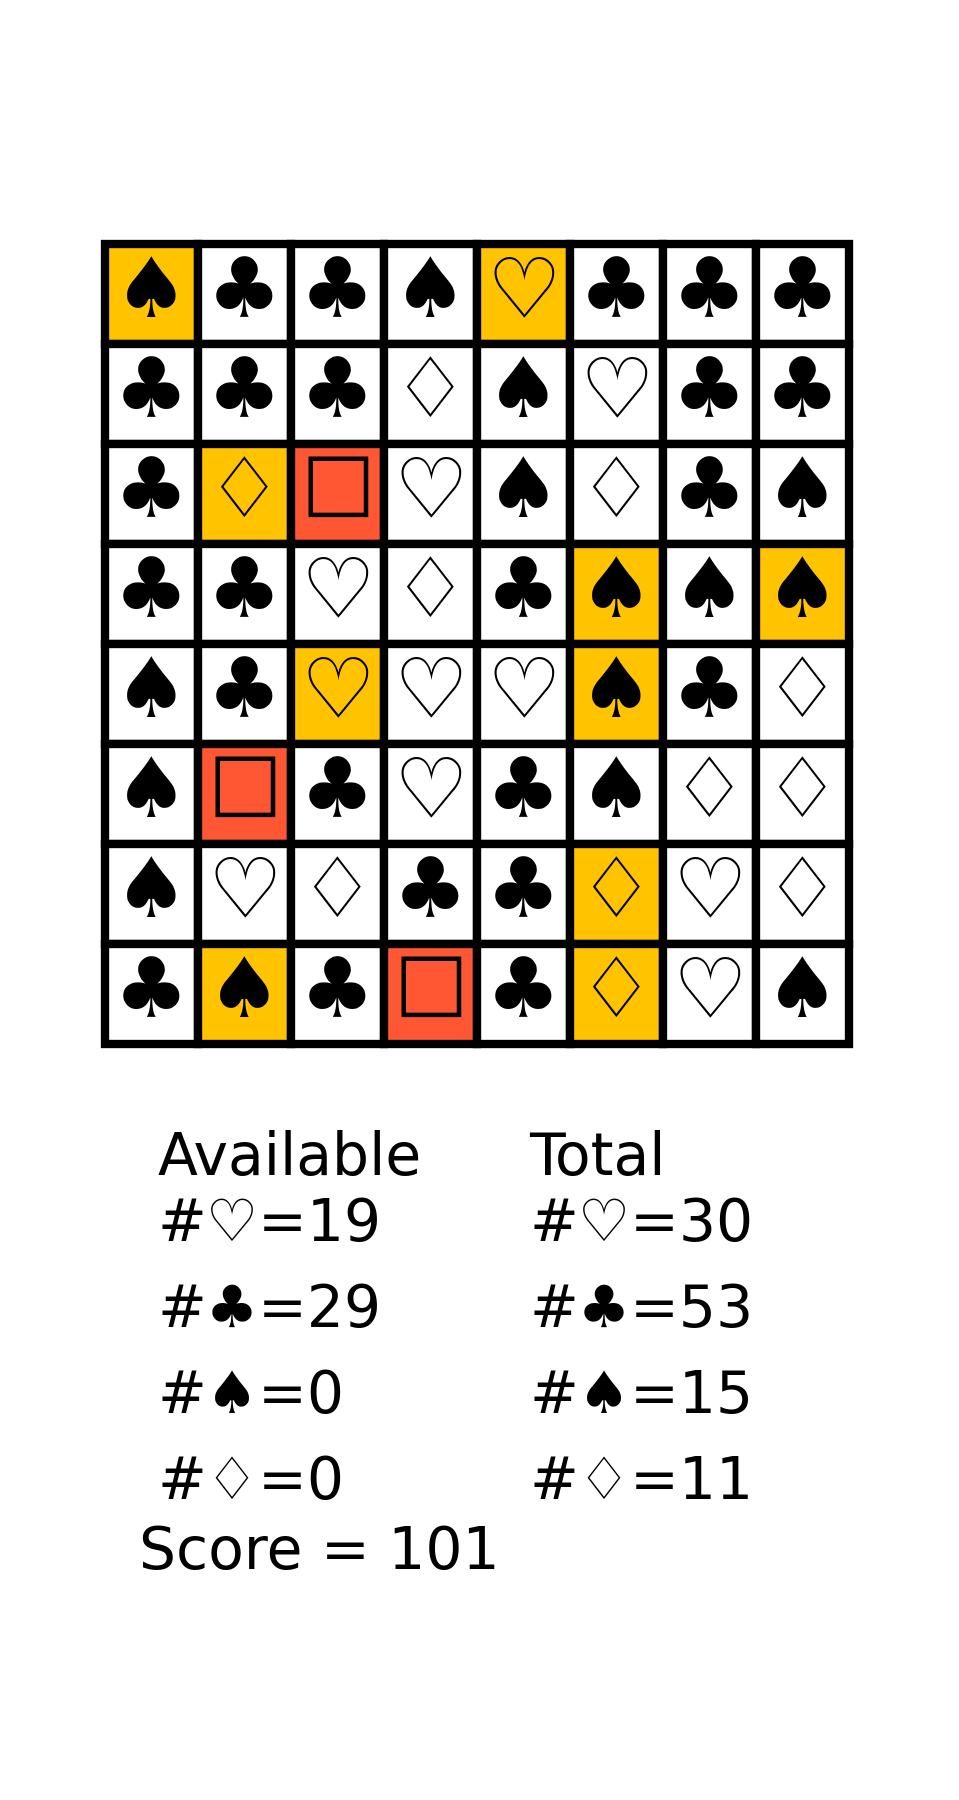 ♠ ♣ ♣ ♠ ♡ ♣ ♣ ♣
♣ ♣ ♣ ♢ ♠ ♡ ♣ ♣
♣ ♢ □ ♡ ♠ ♢ ♣ ♠
♣ ♣ ♡ ♢ ♣ ♠ ♠ ♠
♠ ♣ ♡ ♡ ♡ ♠ ♣ ♢
♠ □ ♣ ♡ ♣ ♠ ♢ ♢
♠ ♡ ♢ ♣ ♣ ♢ ♡ ♢
♣ ♠ ♣ □ ♣ ♢ ♡ ♠
Available Total
#♡=19 #♡=30
#♣=29 #♣=53
#♠=0 #♠=15
#♢=0 #♢=11
Score = 101